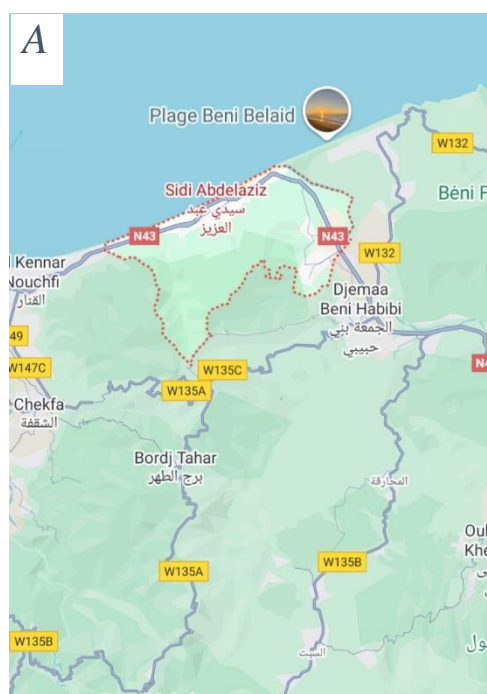 A
Plage Beni Belaid
W132
Sidi Abdelaziz
سيدي عبد
العزيز
Béni F
N43
N43
W132
l Kennar
Nouchfi
القنار
Djemaa
Beni Habibi
الجمعة بني
حبيبي
49
W147C
W135C
N4
W135A
Chekfa
الشقفة
Bordj Tahar
برج الطهر
المحارقة
Oul
Khe
W135B
W135A
السبت
W135B